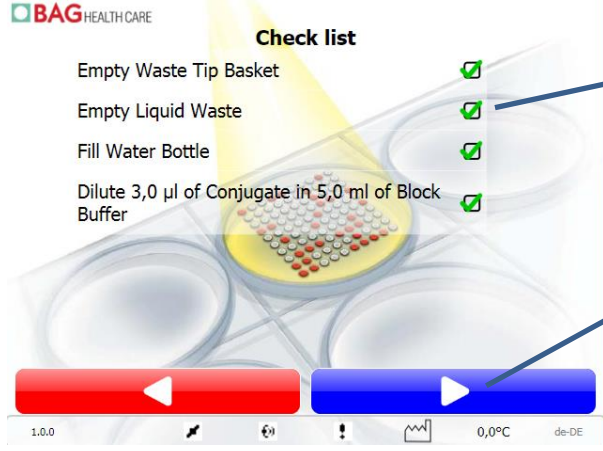 BAG HEALTH CARE
Check list
Empty Waste Tip Basket
Empty Liquid Waste
Fill Water Bottle
Dilute 3,0 µl of Conjugate in 5,0 ml of Block
Buffer
1.0.0 0,0°C de-DE